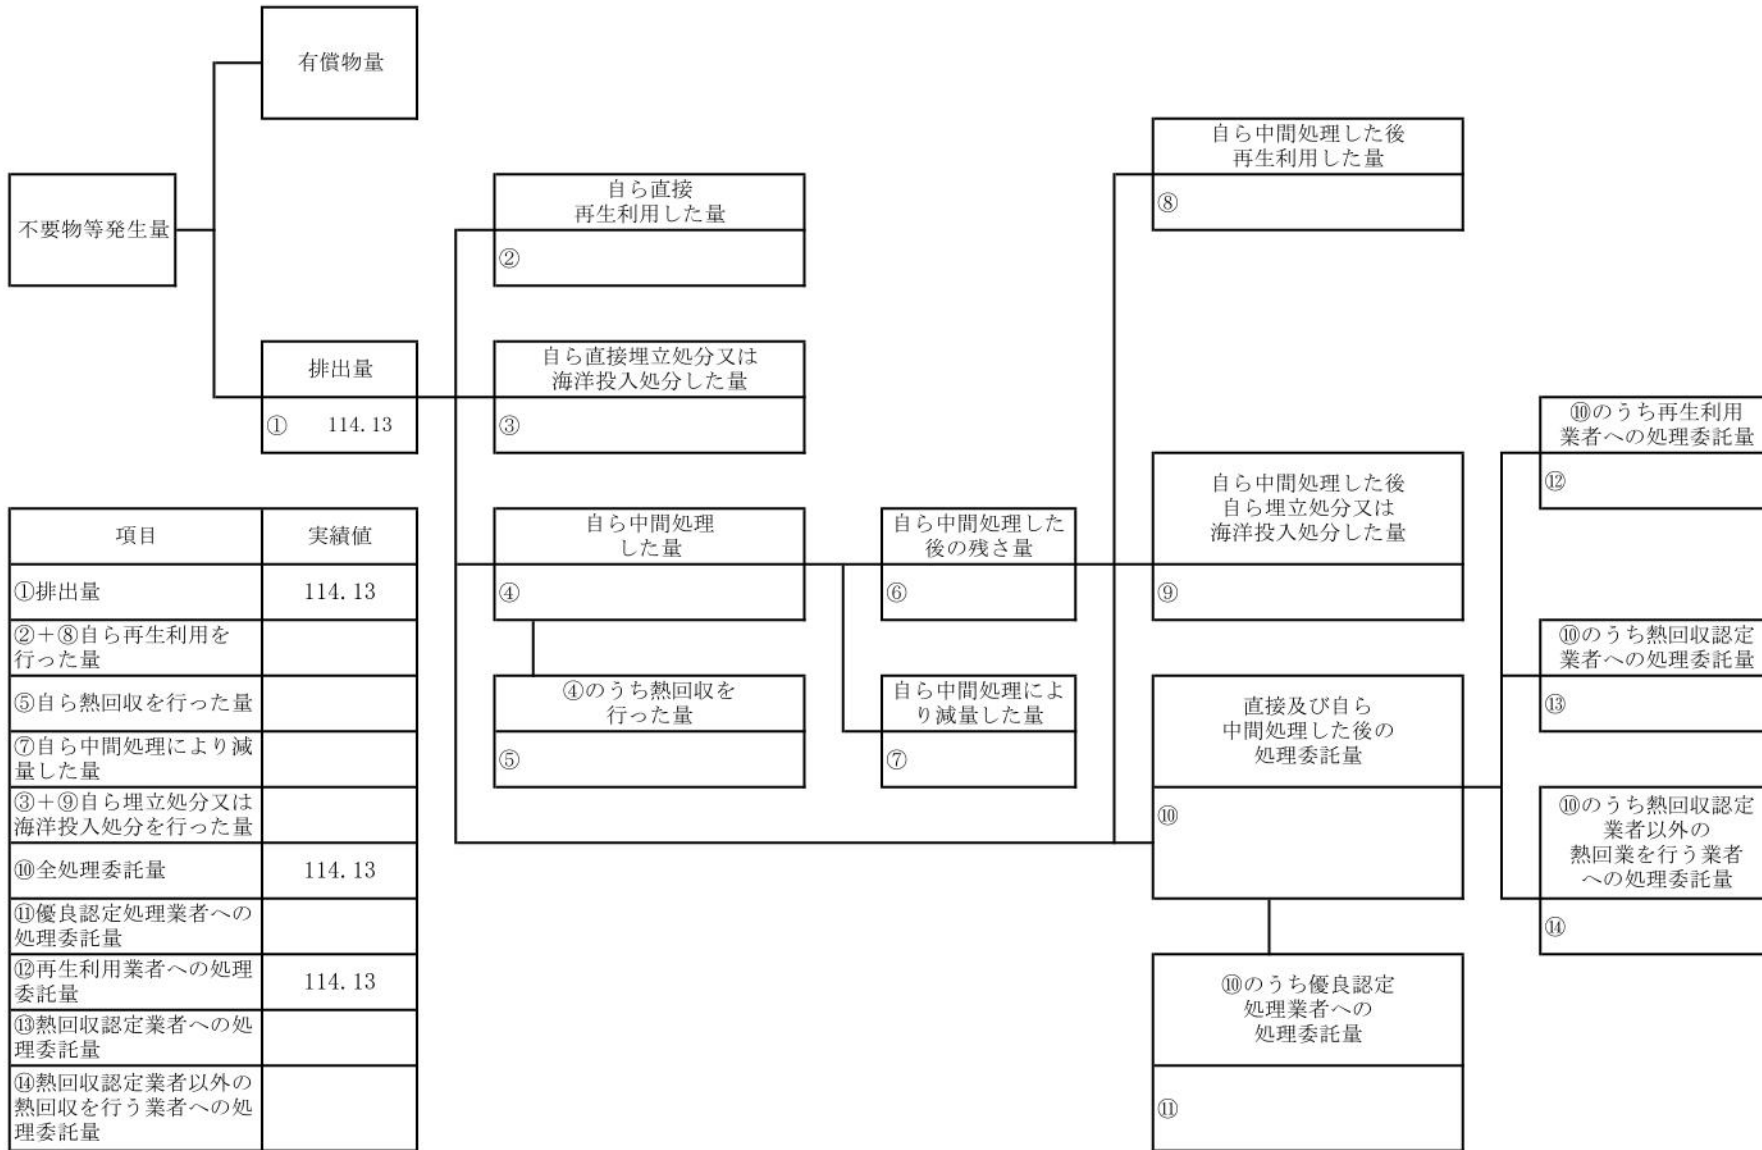 有償物量
不要物等発生量
排出量
① 114.13
自ら直接
再生利用した量
②
自ら直接埋立処分又は
海洋投入処分した量
③
自ら中間処理
した量
④
④のうち熱回収を
行った量
⑤
自ら中間処理した
後の残さ量
⑥
自ら中間処理によ
り減量した量
⑦
自ら中間処理した後
再生利用した量
⑧
自ら中間処理した後
自ら埋立処分又は
海洋投入処分した量
⑨
直接及び自ら
中間処理した後の
処理委託量
⑩
⑩のうち優良認定
処理業者への
処理委託量
⑪
⑩のうち再生利用
業者への処理委託量
⑫
⑩のうち熱回収認定
業者への処理委託量
⑬
⑩のうち熱回収認定
業者以外の
熱回業を行う業者
への処理委託量
⑭
項目 実績値
①排出量 114.13
②+⑧自ら再生利用を
行った量
⑤自ら熱回収を行った量
⑦自ら中間処理により減
量した量
③+⑨自ら埋立処分又は
海洋投入処分を行った量
⑩全処理委託量 114.13
⑪優良認定処理業者への
処理委託量
⑫再生利用業者への処理
委託量 114.13
⑬熱回収認定業者への処
理委託量
⑭熱回収認定業者以外の
熱回収を行う業者への処
理委託量